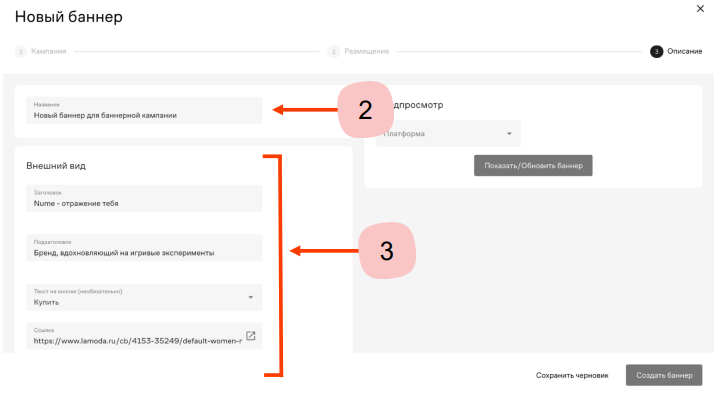 Новый баннер
1 Кампания
2 Размещение
3 Описание
Название
Новый баннер для баннерной кампании
2
дпросмотр
Платформа
Показать/Обновить баннер
Внешний вид
Заголовок
Nume - отражение тебя
Подзаголовок
Бренд, вдохновляющий на игривые эксперименты
3
Текст на кнопке (необязательно)
Купить
Ссылка
https://www.lamoda.ru/cb/4153-35249/default-women-r
Сохранить черновик
Создать баннер